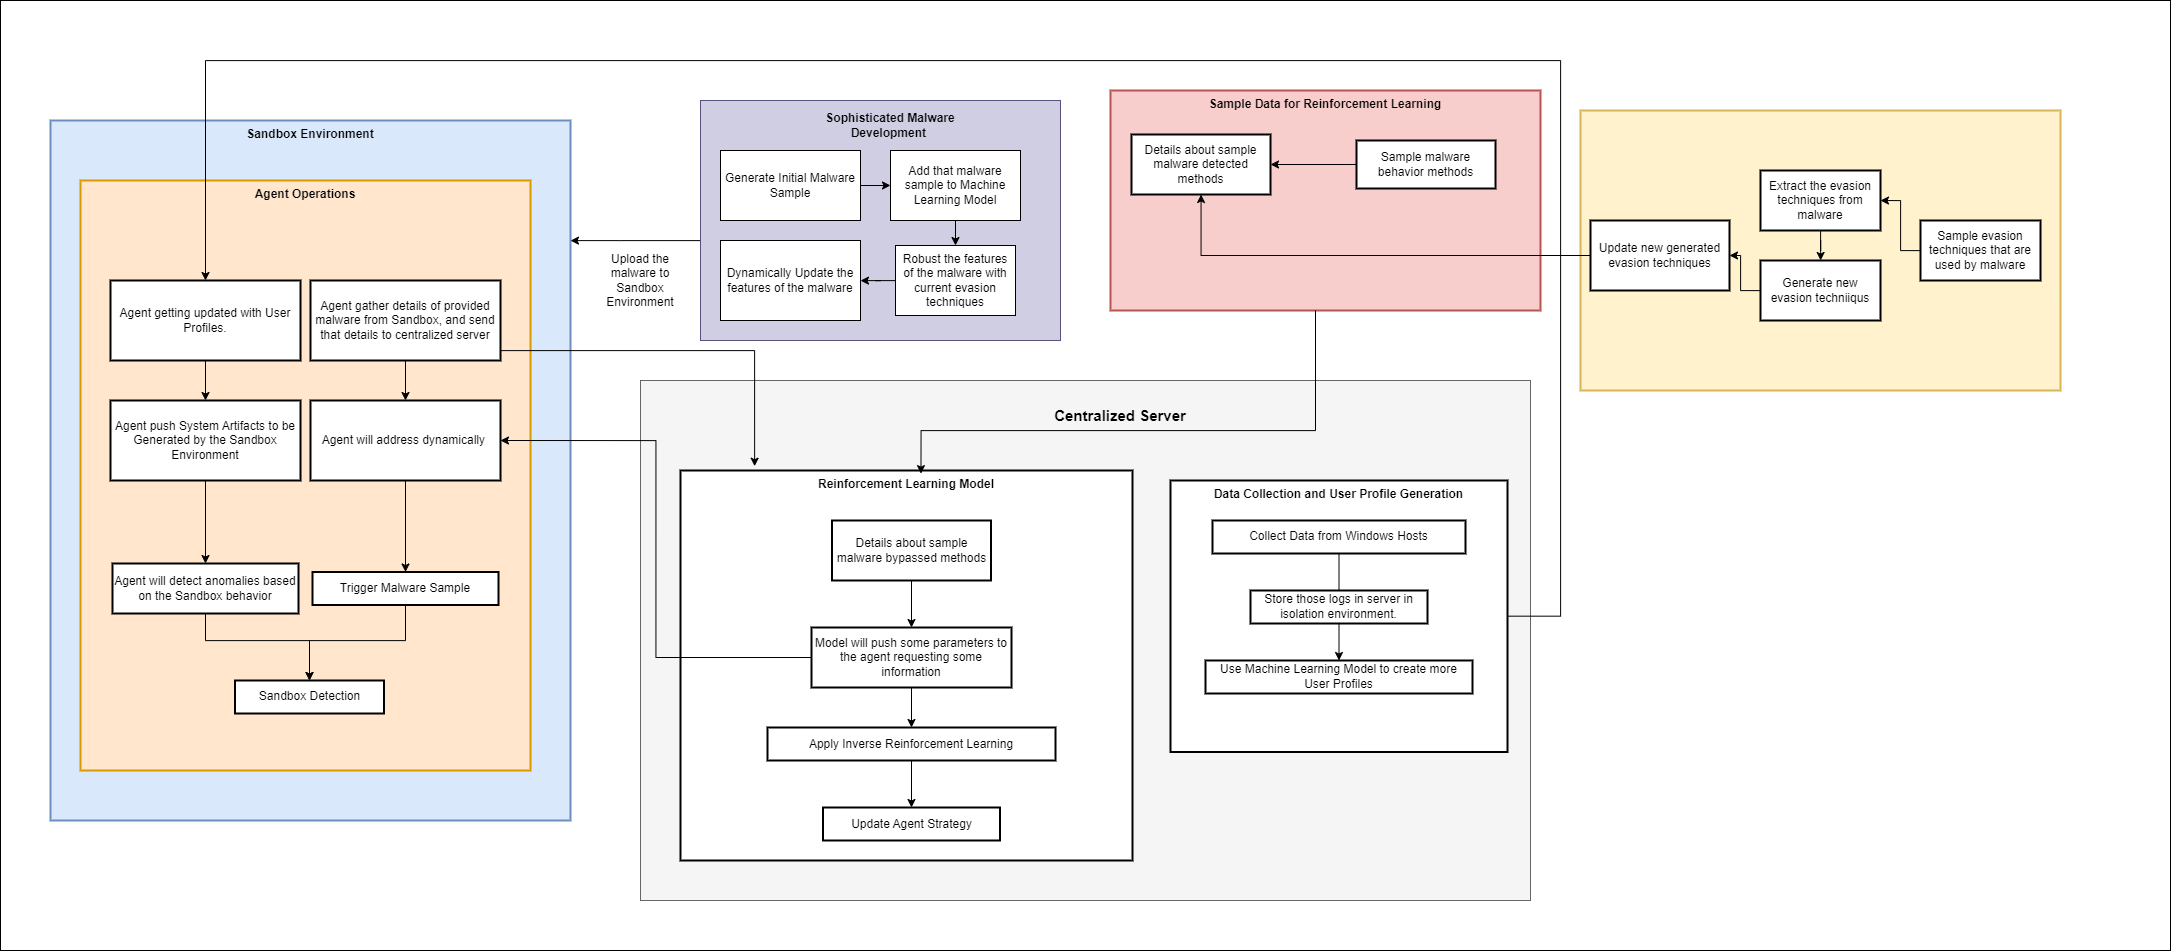 Sandbox Environment
Agent Operations
Agent getting updated with User
Profiles.
Agent gather details of provided
malware from Sandbox, and send
that details to centralized server
Agent push System Artifacts to be
Generated by the Sandbox
Environment
Agent will address dynamically
Agent will detect anomalies based
on the Sandbox behavior
Trigger Malware Sample
Sandbox Detection
Upload the
malware to
Sandbox
Environment
Sophisticated Malware
Development
Generate Initial Malware
Sample
Add that malware
sample to Machine
Learning Model
Dynamically Update the
features of the malware
Robust the features
of the malware with
current evasion
techniques
Sample Data for Reinforcement Learning
Details about sample
malware detected
methods
Sample malware
behavior methods
Update new generated
evasion techniques
Extract the evasion
techniques from
malware
Generate new
evasion techniiqus
Sample evasion
techniques that are
used by malware
Centralized Server
Reinforcement Learning Model
Details about sample
malware bypassed methods
Model will push some parameters to
the agent requesting some
information
Apply Inverse Reinforcement Learning
Update Agent Strategy
Data Collection and User Profile Generation
Collect Data from Windows Hosts
Store those logs in server in
isolation environment.
Use Machine Learning Model to create more
User Profiles